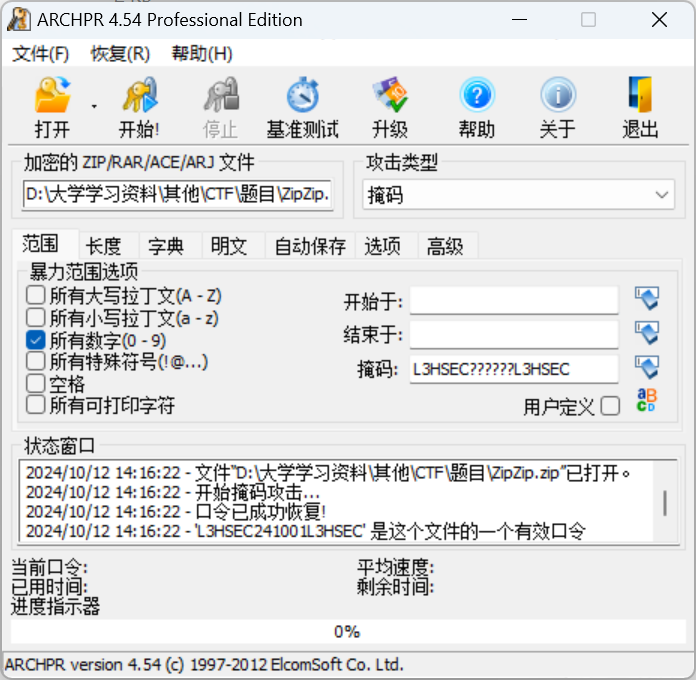 ARCHPR 4.54 Professional Edition
文件(F) 恢复(R) 帮助(H)
打开 开始! 停止 基准测试 升级 帮助 关于 退出
加密的 ZIP/RAR/ACE/ARJ 文件 攻击类型
D:\大学学习资料\其他\CTF\题目\ZipZip. 掩码
范围 长度 字典 明文 自动保存 选项 高级
暴力范围选项
所有大写拉丁文(A - Z)
所有小写拉丁文(a - z)
所有数字(0 - 9)
所有特殊符号(!@...)
空格
所有可打印字符
开始于:
结束于:
掩码: L3HSEC??????L3HSEC
用户定义
状态窗口
2024/10/12 14:16:22 - 文件"D:\大学学习资料\其他\CTF\题目\ZipZip.zip"已打开。
2024/10/12 14:16:22 - 开始掩码攻击...
2024/10/12 14:16:22 - 口令已成功恢复!
2024/10/12 14:16:22 - 'L3HSEC241001L3HSEC' 是这个文件的一个有效口令
当前口令: 平均速度:
已用时间: 剩余时间:
进度指示器
0%
ARCHPR version 4.54 (c) 1997-2012 ElcomSoft Co. Ltd.